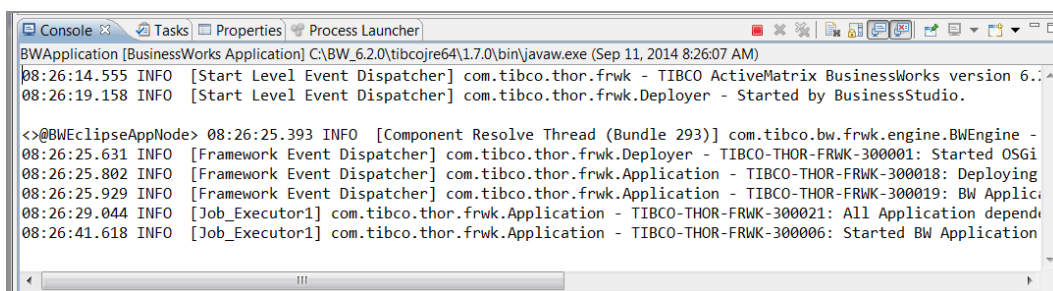 Console Tasks Properties Process Launcher
BWApplication [BusinessWorks Application] C:\BW_6.2.0\tibcojre64\1.7.0\bin\javaw.exe (Sep 11, 2014 8:26:07 AM)
08:26:14.555 INFO [Start Level Event Dispatcher] com.tibco.thor.frwk - TIBCO ActiveMatrix BusinessWorks version 6.
08:26:19.158 INFO [Start Level Event Dispatcher] com.tibco.thor.frwk.Deployer - Started by BusinessStudio.
<>@BWEclipseAppNode> 08:26:25.393 INFO [Component Resolve Thread (Bundle 293)] com.tibco.bw.frwk.engine.BWEngine -
08:26:25.631 INFO [Framework Event Dispatcher] com.tibco.thor.frwk.Deployer - TIBCO-THOR-FRWK-300001: Started OSGi
08:26:25.802 INFO [Framework Event Dispatcher] com.tibco.thor.frwk.Application - TIBCO-THOR-FRWK-300018: Deploying
08:26:25.929 INFO [Framework Event Dispatcher] com.tibco.thor.frwk.Application - TIBCO-THOR-FRWK-300019: BW Applica
08:26:29.044 INFO [Job_Executor1] com.tibco.thor.frwk.Application - TIBCO-THOR-FRWK-300021: All Application depend
08:26:41.618 INFO [Job_Executor1] com.tibco.thor.frwk.Application - TIBCO-THOR-FRWK-300006: Started BW Application